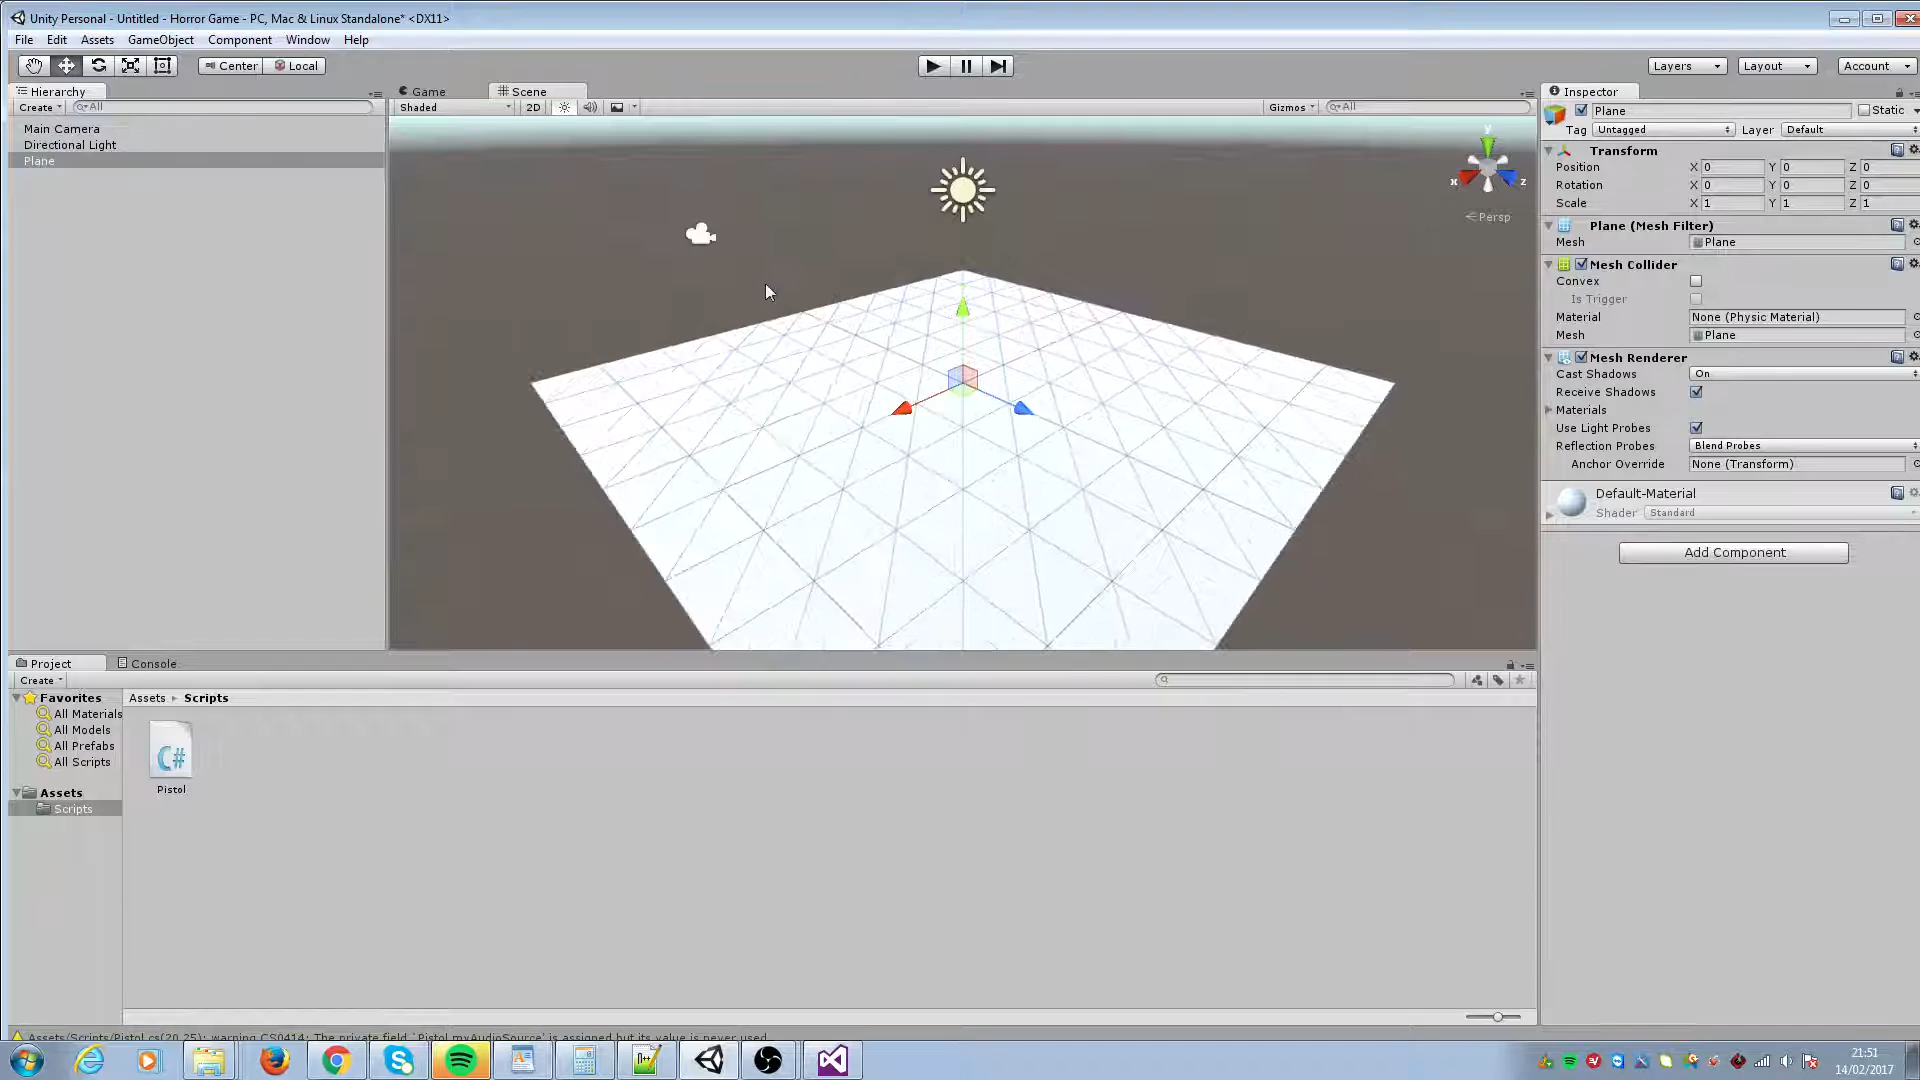 Unity Personal - Untitled - Horror Game - PC, Mac & Linux Standalone* <DX11>
File Edit Assets GameObject Component Window Help
Center Local
Layers Layout Account
Hierarchy
Create All
Main Camera
Directional Light
Plane
Game Scene
Shaded 2D Gizmos All
y
x z
Persp
Inspector
Plane Static
Tag Untagged Layer Default
Transform
Position X 0 Y 0 Z 0
Rotation X 0 Y 0 Z 0
Scale X 1 Y 1 Z 1
Plane (Mesh Filter)
Mesh Plane
Mesh Collider
Convex
Is Trigger
Material None (Physic Material)
Mesh Plane
Mesh Renderer
Cast Shadows On
Receive Shadows
Materials
Use Light Probes
Reflection Probes Blend Probes
Anchor Override None (Transform)
Default-Material
Shader Standard
Add Component
Project Console
Create
Favorites
All Materials
All Models
All Prefabs
All Scripts
Assets
Scripts
Assets Scripts
C#
Pistol
Assets/Scripts/Pistol.cs(20,25): warning CS0414: The private field `Pistol.myAudioSource' is assigned but its value is never used
21:51
14/02/2017